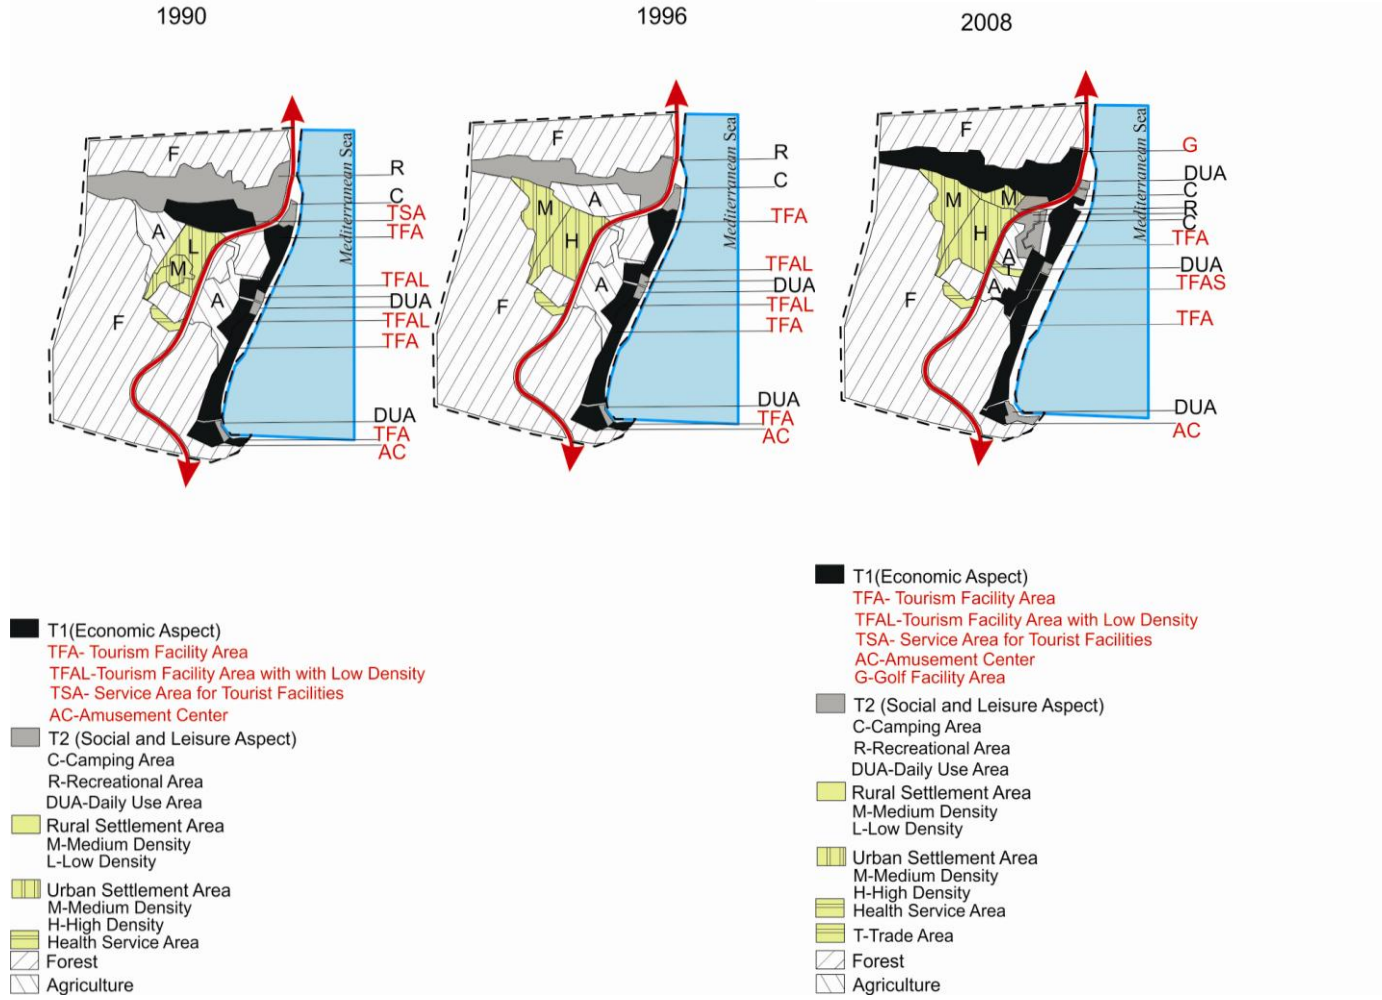 1990
1996
2008
F
R
C
TSA
TFA
A
L
M
TFAL
DUA
A
TFAL
F
TFA
DUA
TFA
AC
Mediterranean Sea
F
R
C
A
M
TFA
H
TFAL
A
DUA
TFAL
F
TFA
DUA
TFA
AC
Mediterranean Sea
F
G
DUA
C
R
C
M
M
H
TFA
A
DUA
T
TFAS
A
F
TFA
DUA
AC
Mediterranean Sea
T1(Economic Aspect)
TFA- Tourism Facility Area
TFAL-Tourism Facility Area with with Low Density
TSA- Service Area for Tourist Facilities
AC-Amusement Center
T2 (Social and Leisure Aspect)
C-Camping Area
R-Recreational Area
DUA-Daily Use Area
Rural Settlement Area
M-Medium Density
L-Low Density
Urban Settlement Area
M-Medium Density
H-High Density
Health Service Area
Forest
Agriculture
T1(Economic Aspect)
TFA- Tourism Facility Area
TFAL-Tourism Facility Area with Low Density
TSA- Service Area for Tourist Facilities
AC-Amusement Center
G-Golf Facility Area
T2 (Social and Leisure Aspect)
C-Camping Area
R-Recreational Area
DUA-Daily Use Area
Rural Settlement Area
M-Medium Density
L-Low Density
Urban Settlement Area
M-Medium Density
H-High Density
Health Service Area
T-Trade Area
Forest
Agriculture